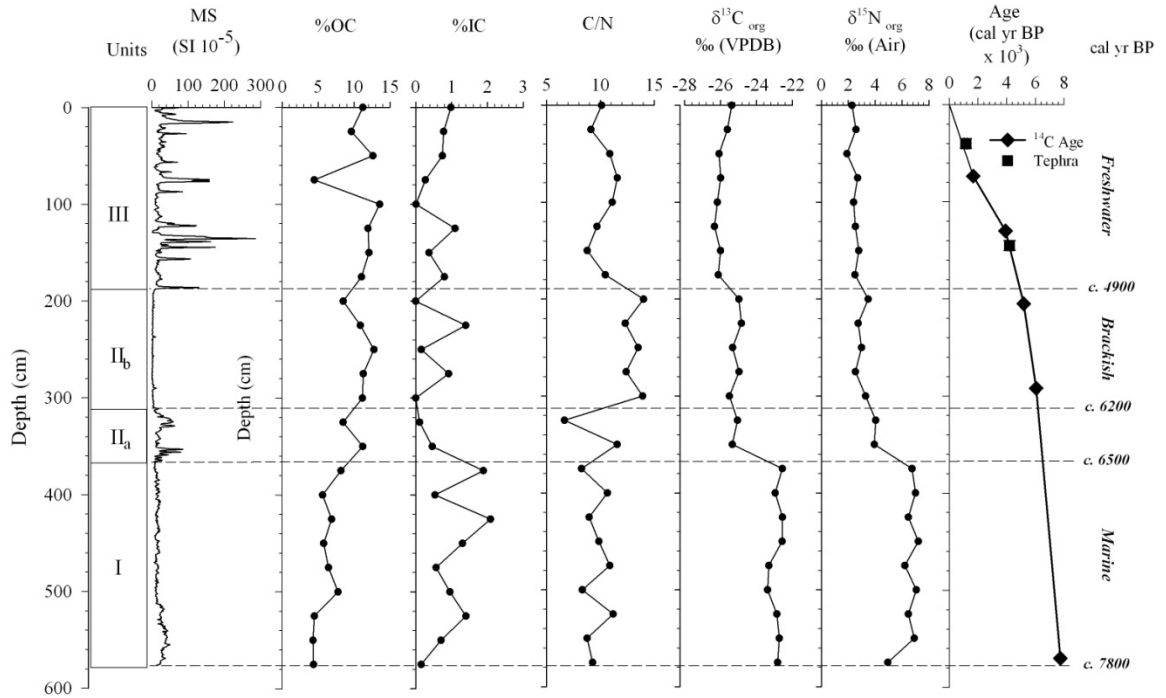 Units
MS
(SI 10⁻⁵)
%OC
%IC
C/N
δ¹³C org
‰ (VPDB)
δ¹⁵N org
‰ (Air)
Age
(cal yr BP
x 10³)
cal yr BP
0 100 200 300
0 5 10 15
0 1 2 3
5 10 15
-28 -26 -24 -22
0 2 4 6 8
0 2 4 6 8
0
100
200
300
400
500
600
Depth (cm)
Depth (cm)
III
II b
II a
I
¹⁴C Age
Tephra
Freshwater
c. 4900
Brackish
c. 6200
c. 6500
Marine
c. 7800